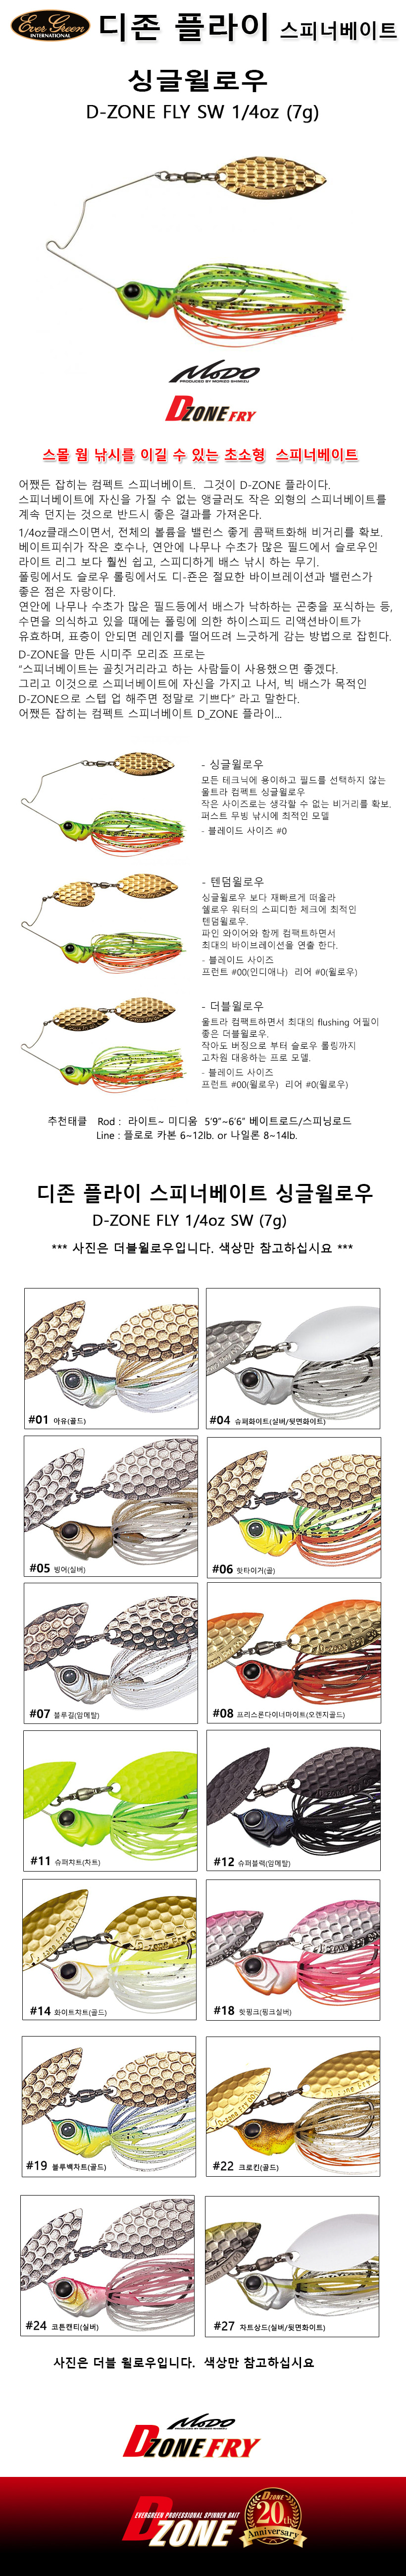 Ever Green
INTERNATIONAL
디존 플라이 스피너베이트
싱글윌로우
D-ZONE FLY SW 1/4oz (7g)
MODO
PRODUCED BY MORIZO SHIMIZU
D ZONE FRY
스몰 웜 낚시를 이길 수 있는 초소형 스피너베이트
어쨌든 잡히는 컴펙트 스피너베이트. 그것이 D-ZONE 플라이다.
스피너베이트에 자신을 가질 수 없는 앵글러도 작은 외형의 스피너베이트를
계속 던지는 것으로 반드시 좋은 결과를 가져온다.
1/4oz클래스이면서, 전체의 볼륨을 밸런스 좋게 콤팩트화해 비거리를 확보.
베이트피쉬가 작은 호수나, 연안에 나무나 수초가 많은 필드에서 슬로우인
라이트 리그 보다 훨씬 쉽고, 스피디하게 배스 낚시 하는 무기.
폴링에서도 슬로우 롤링에서도 디-죤은 절묘한 바이브레이션과 밸런스가
좋은 점은 자랑이다.
연안에 나무나 수초가 많은 필드등에서 배스가 낙하하는 곤충을 포식하는 등,
수면을 의식하고 있을 때에는 폴링에 의한 하이스피드 리액션바이트가
유효하며, 표층이 안되면 레인지를 떨어뜨려 느긋하게 감는 방법으로 잡힌다.
D-ZONE을 만든 시미주 모리죠 프로는
"스피너베이트는 골칫거리라고 하는 사람들이 사용했으면 좋겠다.
그리고 이것으로 스피너베이트에 자신을 가지고 나서, 빅 배스가 목적인
D-ZONE으로 스텝 업 해주면 정말로 기쁘다" 라고 말한다.
어쨌든 잡히는 컴펙트 스피너베이트 D_ZONE 플라이...
- 싱글윌로우
모든 테크닉에 용이하고 필드를 선택하지 않는
울트라 컴펙트 싱글윌로우
작은 사이즈로는 생각할 수 없는 비거리를 확보.
퍼스트 무빙 낚시에 최적인 모델
- 블레이드 사이즈 #0
- 텐덤윌로우
싱글윌로우 보다 재빠르게 떠올라
쉘로우 워터의 스피디한 체크에 최적인
텐덤윌로우.
파인 와이어와 함께 컴팩트하면서
최대의 바이브레이션을 연출 한다.
- 블레이드 사이즈
프런트 #00(인디애나) 리어 #0(윌로우)
- 더블윌로우
울트라 컴팩트하면서 최대의 flushing 어필이
좋은 더블윌로우.
작아도 버징으로 부터 슬로우 롤링까지
고차원 대응하는 프로 모델.
- 블레이드 사이즈
프런트 #00(윌로우) 리어 #0(윌로우)
추천태클 Rod : 라이트~ 미디움 5'9"~6'6" 베이트로드/스피닝로드
Line : 플로로 카본 6~12lb. or 나일론 8~14lb.
디존 플라이 스피너베이트 싱글윌로우
D-ZONE FLY 1/4oz SW (7g)
*** 사진은 더블윌로우입니다. 색상만 참고하십시요 ***
#01 아유(골드)
#04 슈퍼화이트(실버/뒷면화이트)
#05 빙어(실버)
#06 핫타이거(골)
#07 블루길(임메탈)
#08 프리스폰다이너마이트(오렌지골드)
#11 슈퍼챠트(차트)
#12 슈퍼블랙(임메탈)
#14 화이트챠트(골드)
#18 핫핑크(핑크실버)
#19 블루백차트(골드)
#22 크로킨(골드)
#24 코튼캔티(실버)
#27 차트샹드(실버/뒷면화이트)
사진은 더블 윌로우입니다. 색상만 참고하십시요
MODO
D ZONE FRY
EVERGREEN PROFESSIONAL SPINNER BAIT
D ZONE
D ZONE
20th
Anniversary